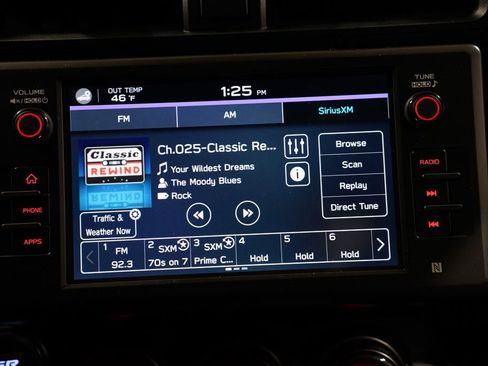 VOLUME
HOLD
OUT TEMP
46 °F
1:25 PM
TUNE
HOLD
FM
AM
SiriusXM
Classic
REWIND
Ch.025-Classic Re...
Your Wildest Dreams
The Moody Blues
Rock
Browse
Scan
Replay
Direct Tune
Traffic &
Weather Now
PHONE
APPS
RADIO
1
FM
92.3
2
SXM
70s on 7
3
SXM
Prime C...
4
Hold
5
Hold
6
Hold